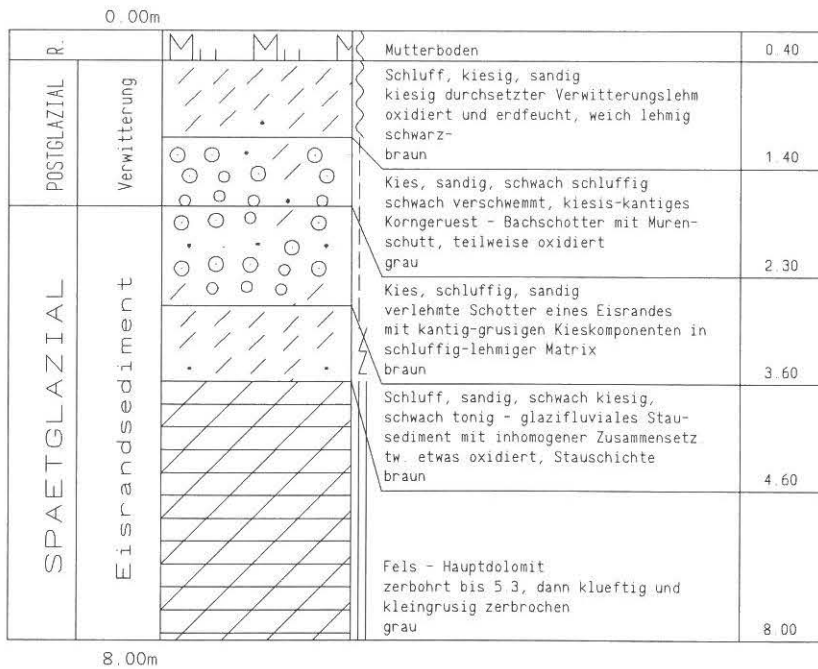 0.00m
R.
Mutterboden
0.40
POSTGLAZIAL
Verwitterung
Schluff, kiesig, sandig
kiesig durchsetzter Verwitterungslehm
oxidiert und erdfeucht, weich lehmig
schwarz-
braun
1.40
Kies, sandig, schwach schluffig
schwach verschwemmt, kiesis-kantiges
Korngeruest - Bachschotter mit Muren-
schutt, teilweise oxidiert
grau
2.30
SPAETGLAZIAL
Eisrandsediment
Kies, schluffig, sandig
verlehmte Schotter eines Eisrandes
mit kantig-grusigen Kieskomponenten in
schluffig-lehmiger Matrix
braun
3.60
Schluff, sandig, schwach kiesig,
schwach tonig - glazifluviales Stau-
sediment mit inhomogener Zusammensetz
tw. etwas oxidiert, Stauschichte
braun
4.60
Fels - Hauptdolomit
zerbohrt bis 5.3, dann klueftig und
kleingrusig zerbrochen
grau
8.00
8.00m